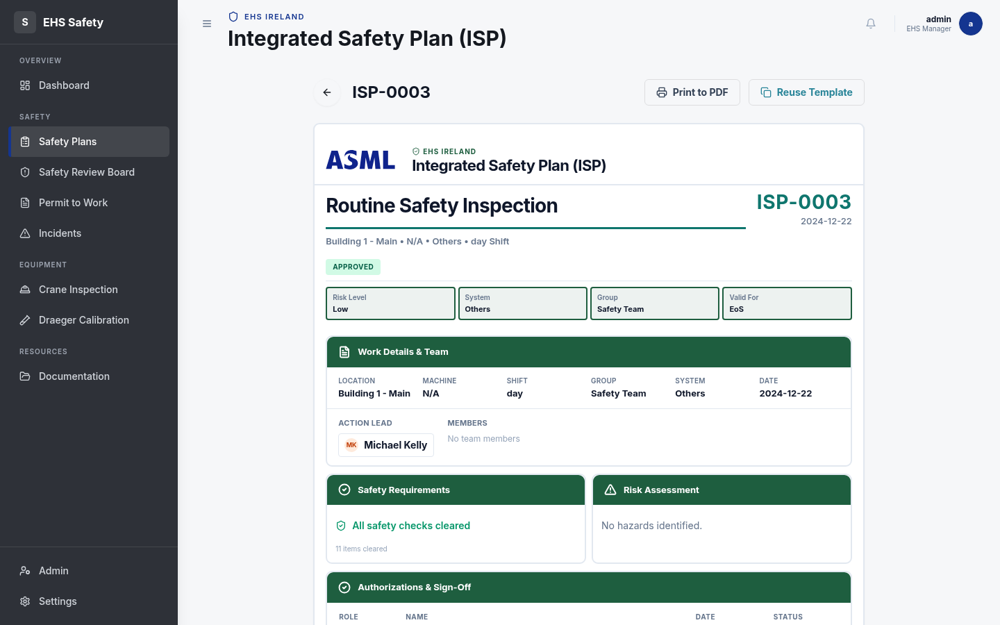 S EHS Safety
OVERVIEW
Dashboard
SAFETY
Safety Plans
Safety Review Board
Permit to Work
Incidents
EQUIPMENT
Crane Inspection
Draeger Calibration
RESOURCES
Documentation
Admin
Settings
EHS IRELAND
Integrated Safety Plan (ISP)
admin
EHS Manager
a
ISP-0003
Print to PDF
Reuse Template
ASML
EHS IRELAND
Integrated Safety Plan (ISP)
Routine Safety Inspection
ISP-0003
2024-12-22
Building 1 - Main • N/A • Others • day Shift
APPROVED
Risk Level System Group Valid For
Low Others Safety Team EoS
Work Details & Team
LOCATION MACHINE SHIFT GROUP SYSTEM DATE
Building 1 - Main N/A day Safety Team Others 2024-12-22
ACTION LEAD MEMBERS
MK Michael Kelly No team members
Safety Requirements
All safety checks cleared
11 items cleared
Risk Assessment
No hazards identified.
Authorizations & Sign-Off
ROLE NAME DATE STATUS